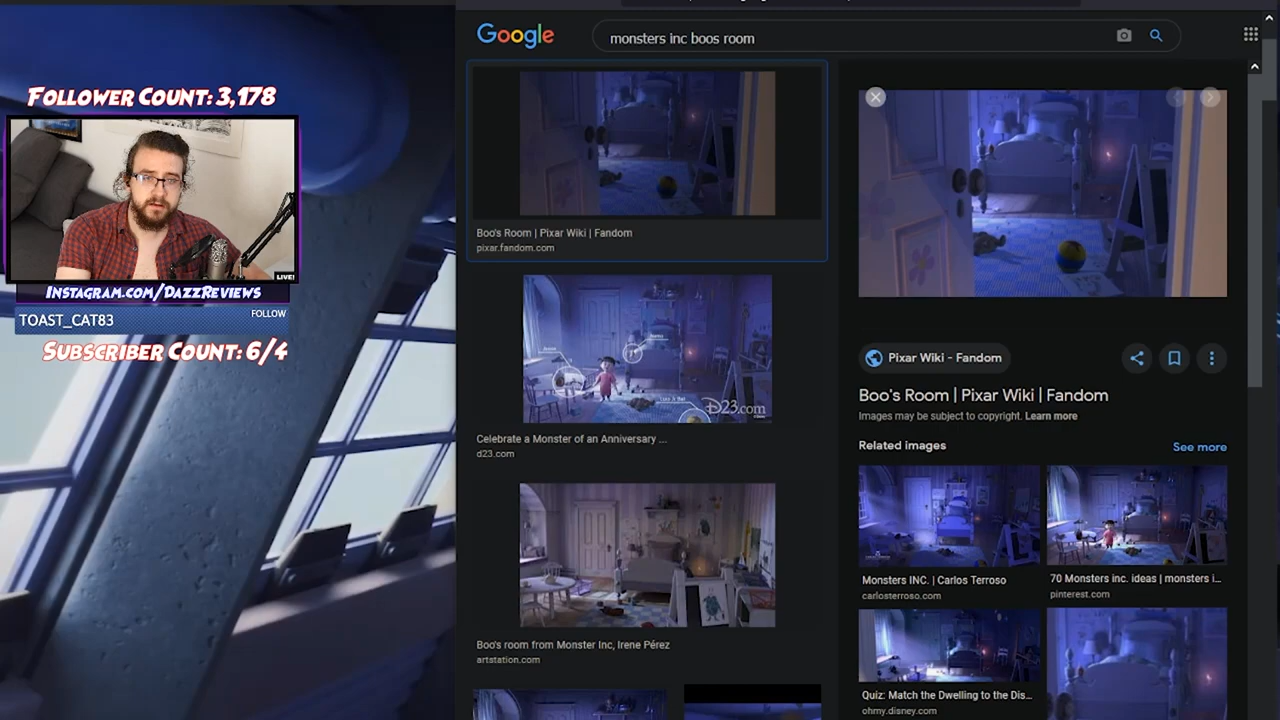 Google
monsters inc boos room
FOLLOWER COUNT: 3,178
LIVE!
INSTAGRAM.COM/DAZZREVIEWS
TOAST_CAT83
FOLLOW
SUBSCRIBER COUNT: 6/4
Boo's Room | Pixar Wiki | Fandom
pixar.fandom.com
D23.com
Celebrate a Monster of an Anniversary ...
d23.com
Boo's room from Monster Inc, Irene Pérez
artstation.com
Pixar Wiki - Fandom
Boo's Room | Pixar Wiki | Fandom
Images may be subject to copyright. Learn more
Related images
See more
Monsters INC. | Carlos Terroso
carlosterroso.com
70 Monsters inc. ideas | monsters i...
pinterest.com
Quiz: Match the Dwelling to the Dis...
ohmy.disney.com